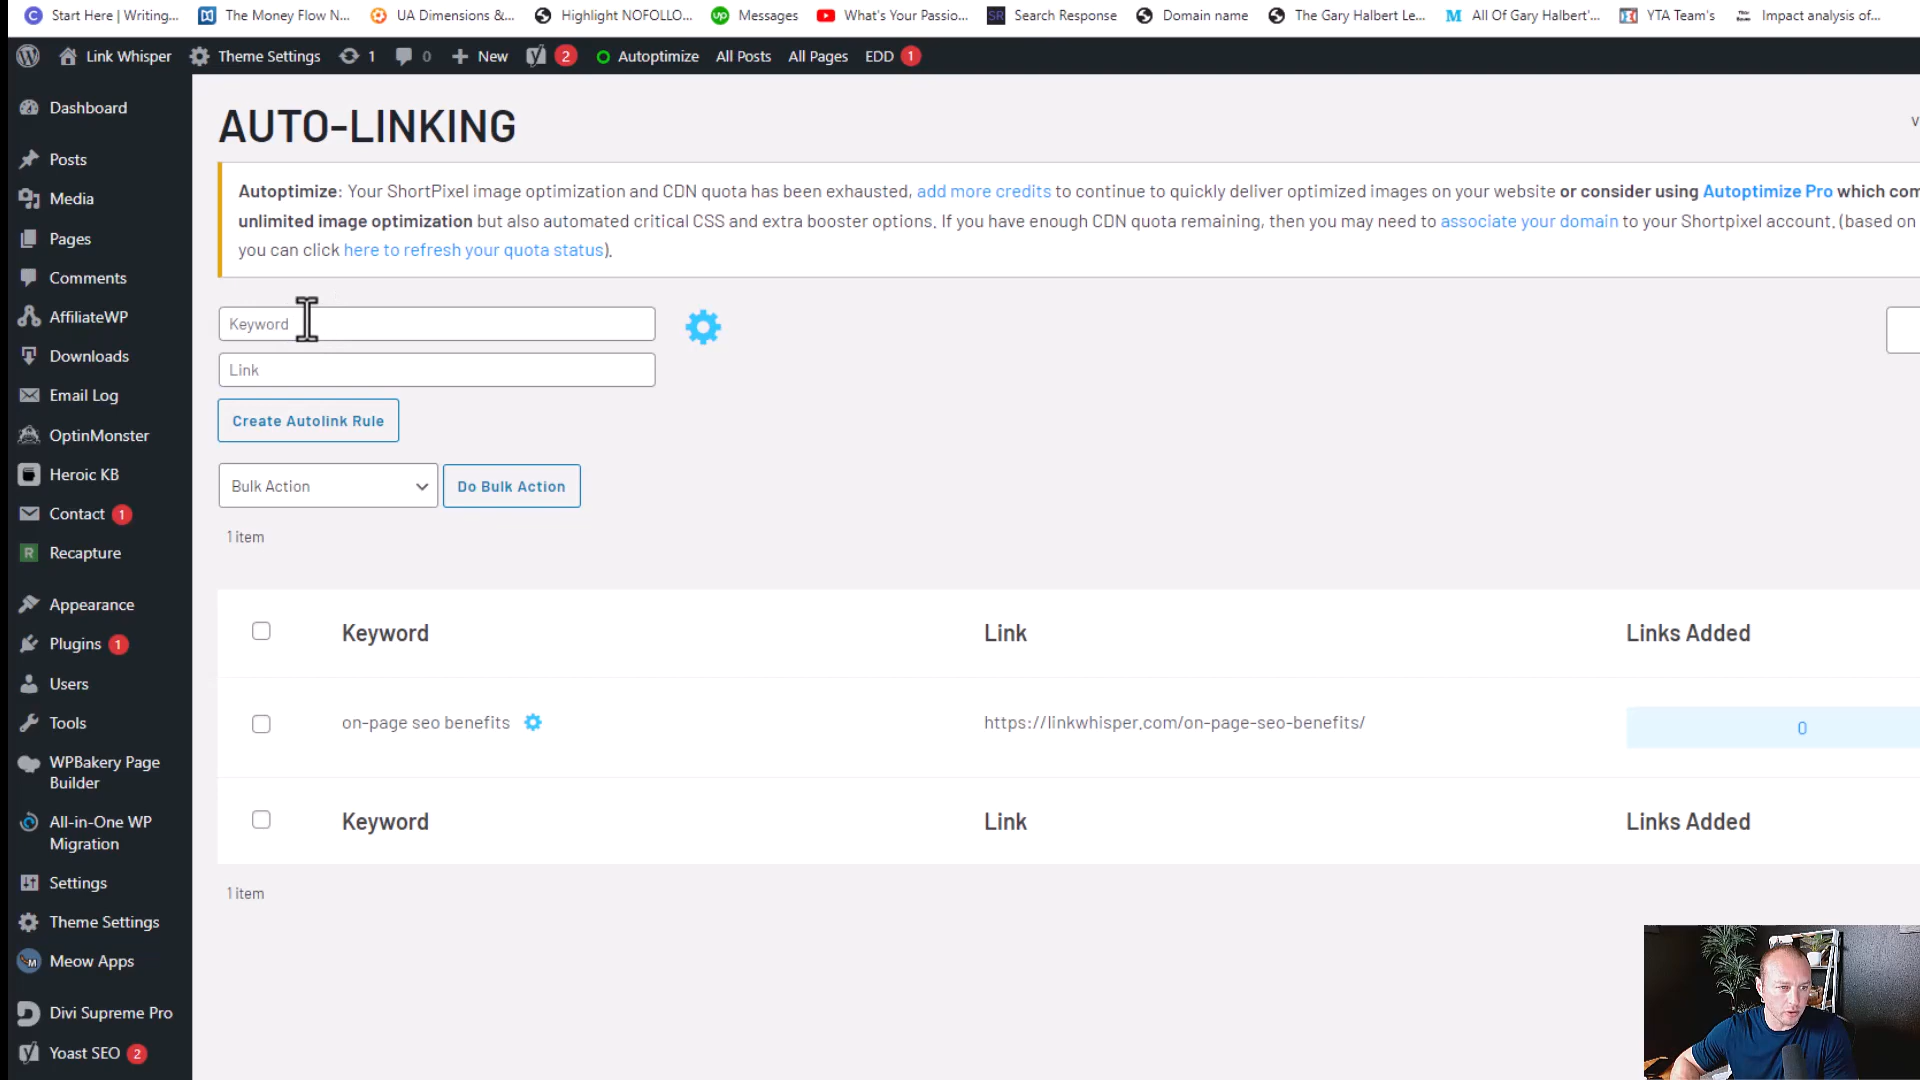 Start Here | Writing...
The Money Flow N...
UA Dimensions &...
Highlight NOFOLLO...
Messages
What's Your Passio...
Search Response
Domain name
The Gary Halbert Le...
All Of Gary Halbert'...
YTA Team's
Impact analysis of...
Link Whisper
Theme Settings
1
0
New
2
Autoptimize
All Posts
All Pages
EDD 1
Dashboard
Posts
Media
Pages
Comments
AffiliateWP
Downloads
Email Log
OptinMonster
Heroic KB
Contact 1
Recapture
Appearance
Plugins 1
Users
Tools
WPBakery Page
Builder
All-in-One WP
Migration
Settings
Theme Settings
Meow Apps
Divi Supreme Pro
Yoast SEO 2
AUTO-LINKING
Autoptimize: Your ShortPixel image optimization and CDN quota has been exhausted, add more credits to continue to quickly deliver optimized images on your website or consider using Autoptimize Pro which com
unlimited image optimization but also automated critical CSS and extra booster options. If you have enough CDN quota remaining, then you may need to associate your domain to your Shortpixel account. (based on
you can click here to refresh your quota status).
Keyword
Link
Create Autolink Rule
Bulk Action
Do Bulk Action
1 item
Keyword Link Links Added
on-page seo benefits https://linkwhisper.com/on-page-seo-benefits/ 0
Keyword Link Links Added
1 item